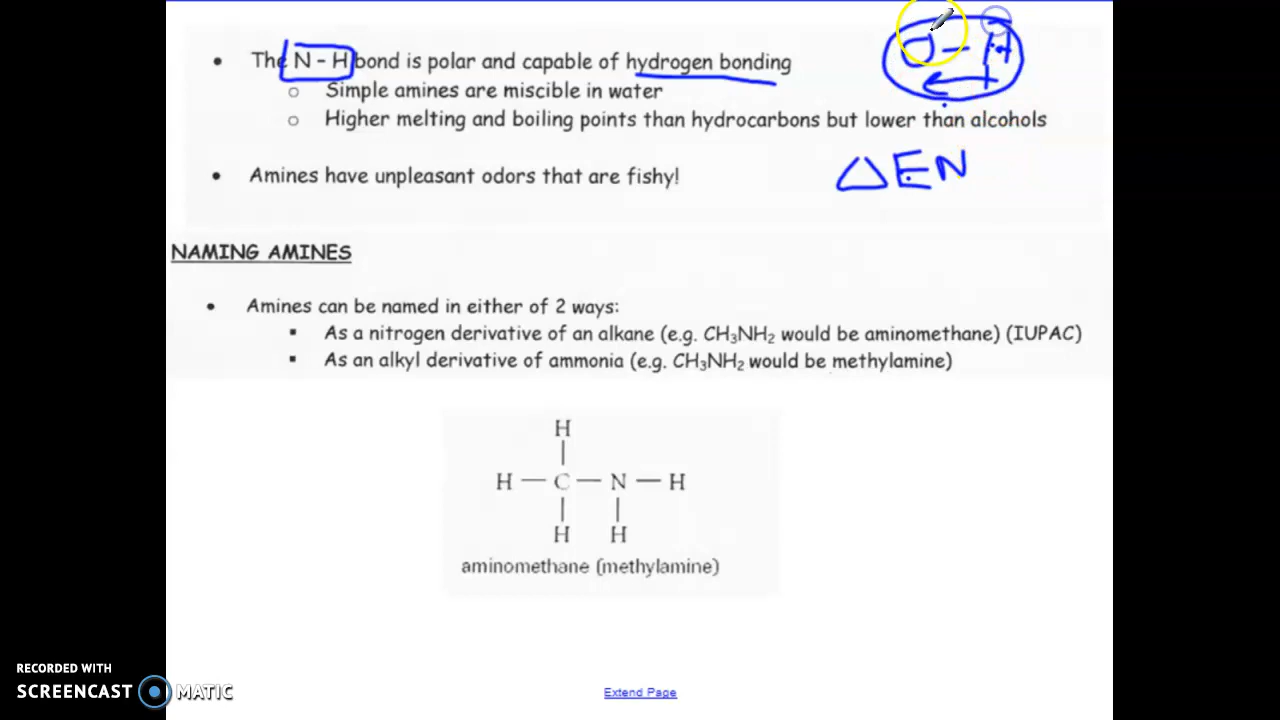 The N - H bond is polar and capable of hydrogen bonding
O - H
Simple amines are miscible in water
Higher melting and boiling points than hydrocarbons but lower than alcohols
Amines have unpleasant odors that are fishy!
ΔEN
NAMING AMINES
Amines can be named in either of 2 ways:
As a nitrogen derivative of an alkane (e.g. CH₃NH₂ would be aminomethane) (IUPAC)
As an alkyl derivative of ammonia (e.g. CH₃NH₂ would be methylamine)
H
H — C — N — H
H H
aminomethane (methylamine)
RECORDED WITH
SCREENCAST MATIC
Extend Page